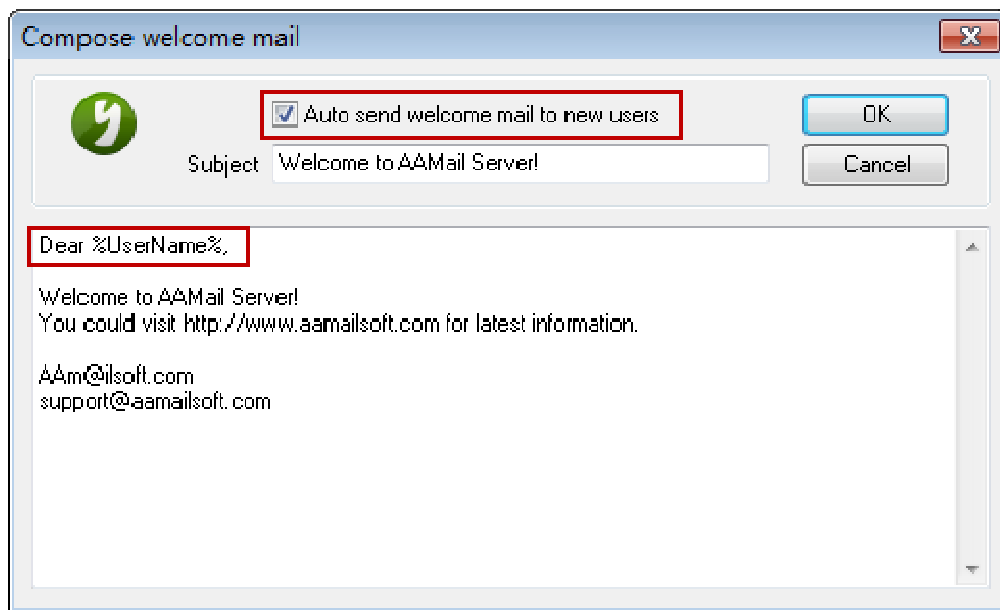 Compose welcome mail
Auto send welcome mail to new users
OK
Subject Welcome to AAMail Server!
Cancel
Dear %UserName%,
Welcome to AAMail Server!
You could visit http://www.aamailsoft.com for latest information.
AAm@ilsoft.com
support@aamailsoft.com